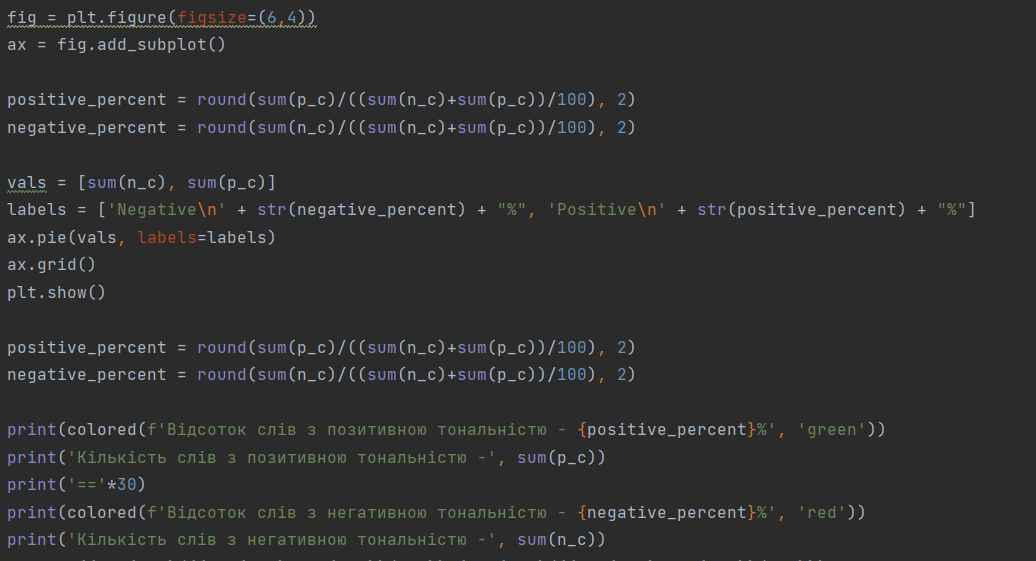 fig = plt.figure(figsize=(6,4))
ax = fig.add_subplot()
positive_percent = round(sum(p_c)/((sum(n_c)+sum(p_c))/100), 2)
negative_percent = round(sum(n_c)/((sum(n_c)+sum(p_c))/100), 2)
vals = [sum(n_c), sum(p_c)]
labels = ['Negative\n' + str(negative_percent) + "%", 'Positive\n' + str(positive_percent) + "%"]
ax.pie(vals, labels=labels)
ax.grid()
plt.show()
positive_percent = round(sum(p_c)/((sum(n_c)+sum(p_c))/100), 2)
negative_percent = round(sum(n_c)/((sum(n_c)+sum(p_c))/100), 2)
print(colored(f'Відсоток слів з позитивною тональністю - {positive_percent}%', 'green'))
print('Кількість слів з позитивною тональністю -', sum(p_c))
print('=='*30)
print(colored(f'Відсоток слів з негативною тональністю - {negative_percent}%', 'red'))
print('Кількість слів з негативною тональністю -', sum(n_c))